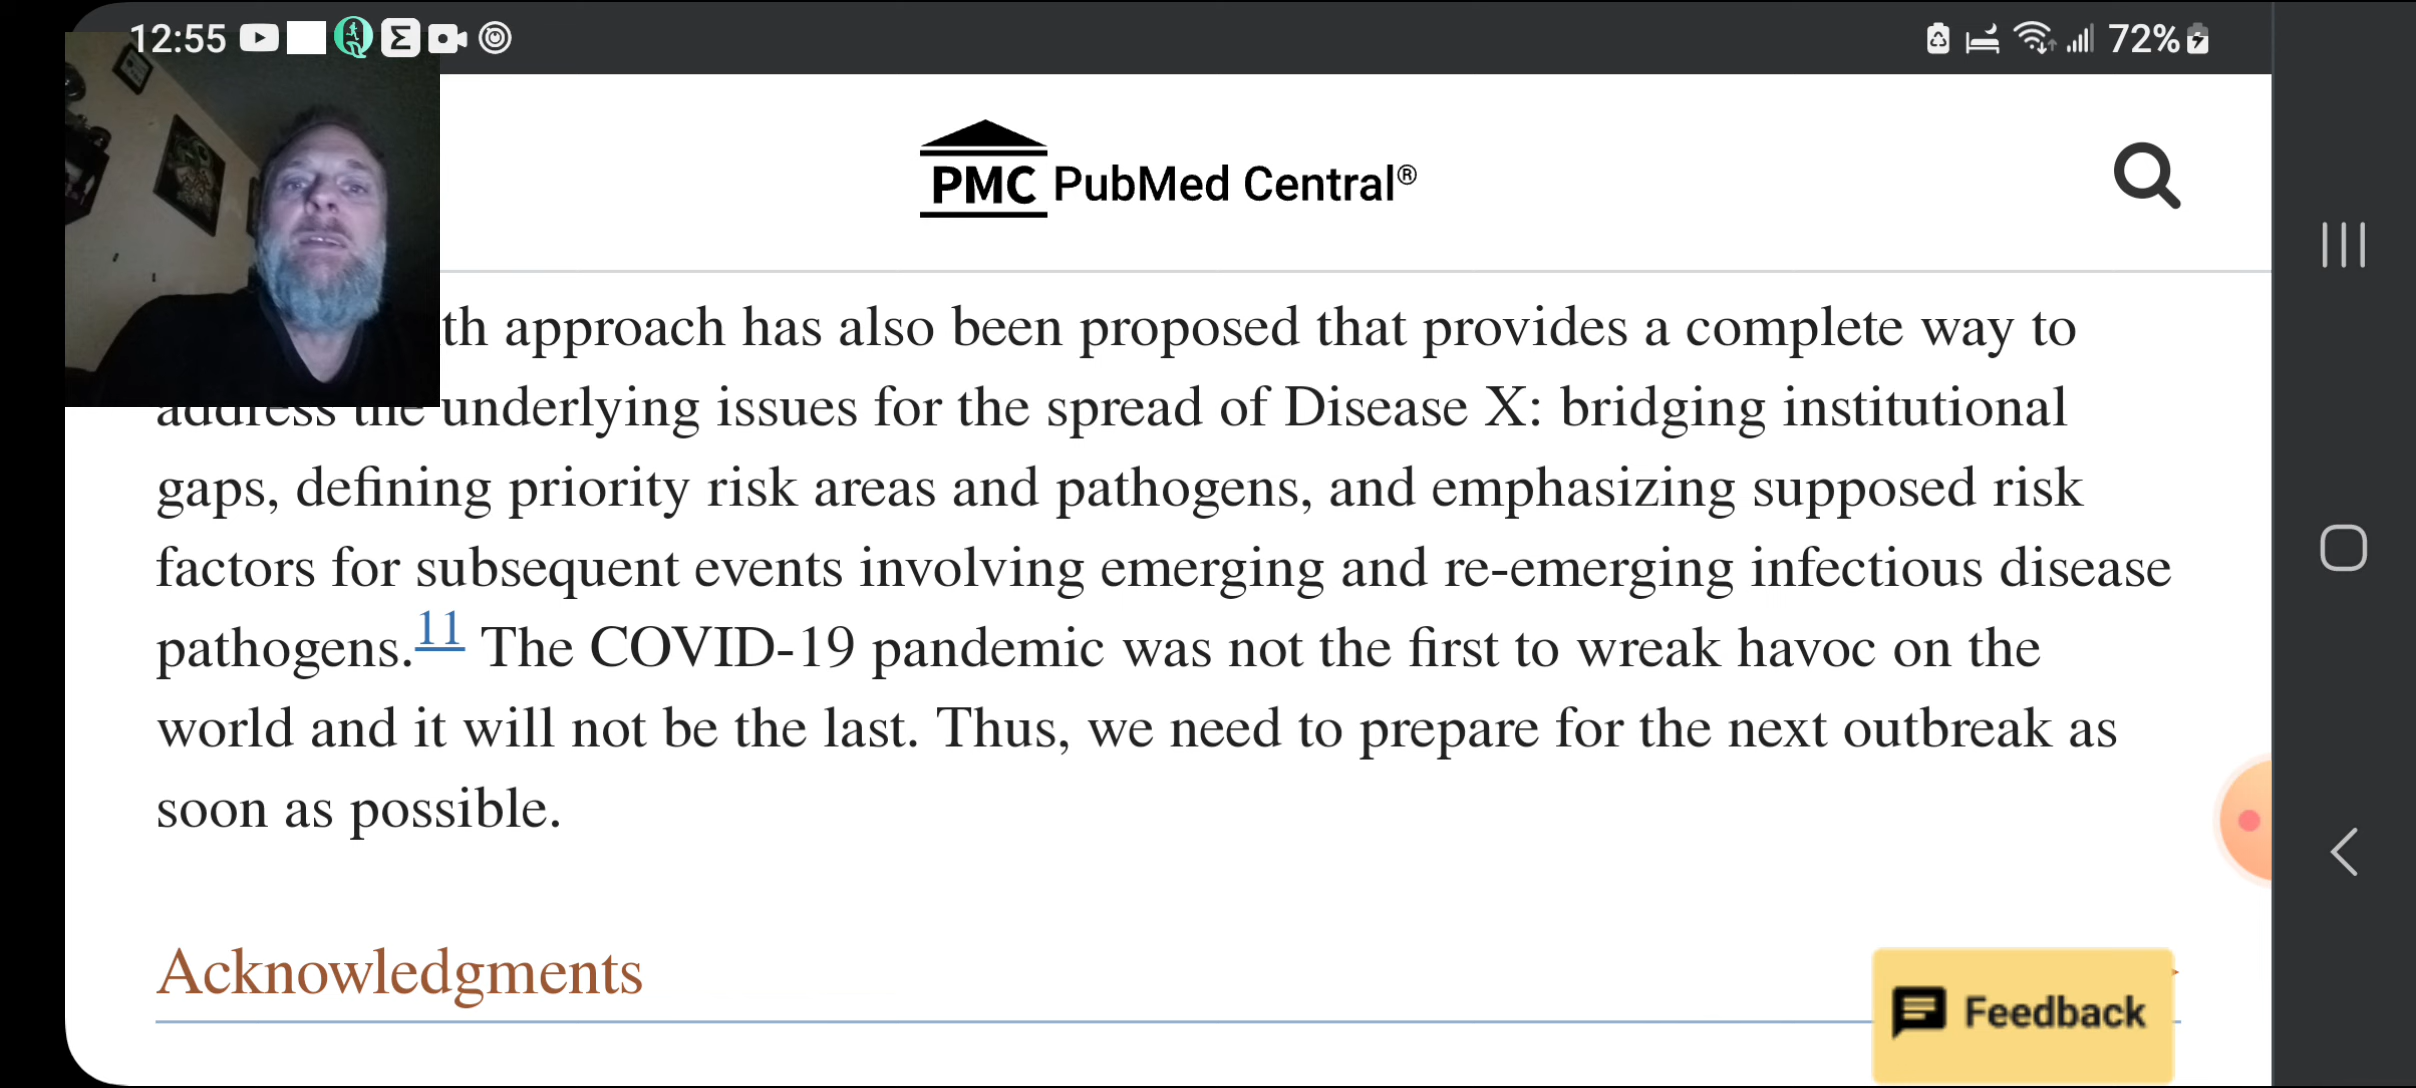 12:55
72%
PMC PubMed Central®
th approach has also been proposed that provides a complete way to
address the underlying issues for the spread of Disease X: bridging institutional
gaps, defining priority risk areas and pathogens, and emphasizing supposed risk
factors for subsequent events involving emerging and re-emerging infectious disease
pathogens.11 The COVID-19 pandemic was not the first to wreak havoc on the
world and it will not be the last. Thus, we need to prepare for the next outbreak as
soon as possible.
Acknowledgments
Feedback